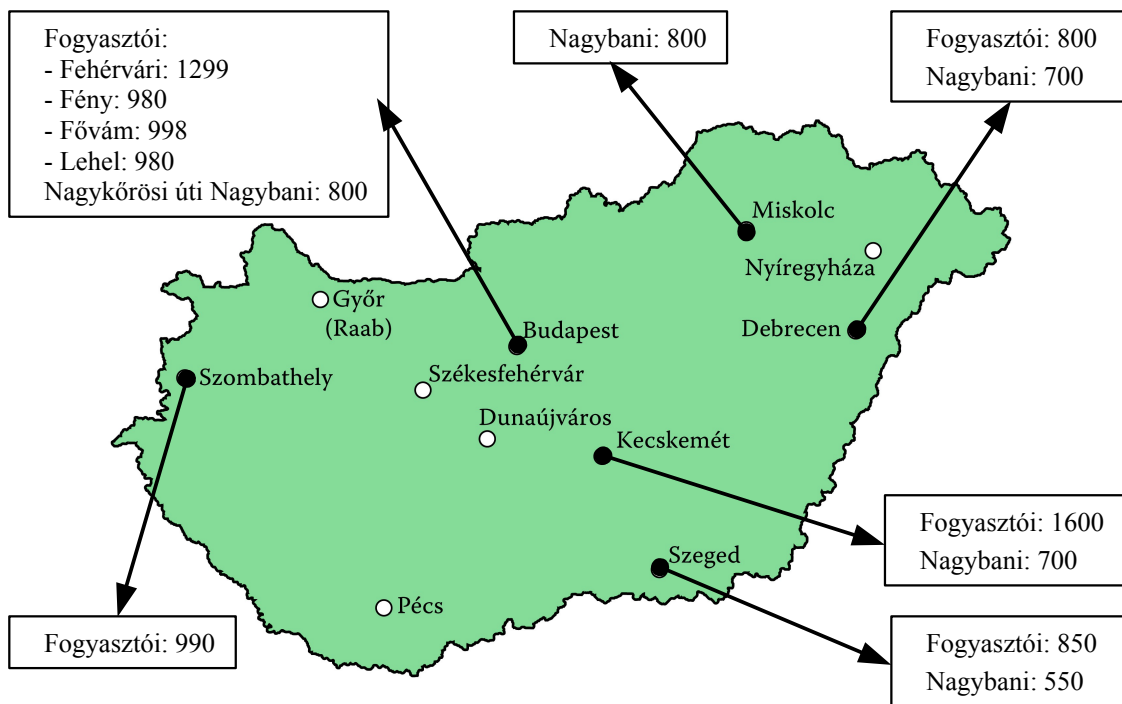 Fogyasztói:
- Fehérvári: 1299
- Fény: 980
- Fővám: 998
- Lehel: 980
Nagykőrösi úti Nagybani: 800
Nagybani: 800
Fogyasztói: 800
Nagybani: 700
Miskolc
Nyíregyháza
Győr
(Raab)
Budapest
Debrecen
Szombathely
Székesfehérvár
Dunaújváros
Kecskemét
Fogyasztói: 1600
Nagybani: 700
Szeged
Pécs
Fogyasztói: 990
Fogyasztói: 850
Nagybani: 550